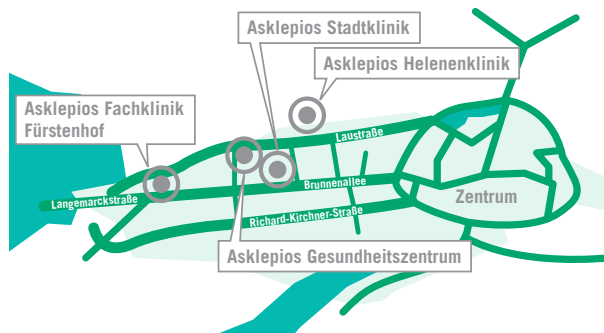 Asklepios Stadtklinik
Asklepios Helenenklinik
Asklepios Fachklinik
Fürstenhof
Laustraße
Brunnenallee
Langemarckstraße
Zentrum
Richard-Kirchner-Straße
Asklepios Gesundheitszentrum